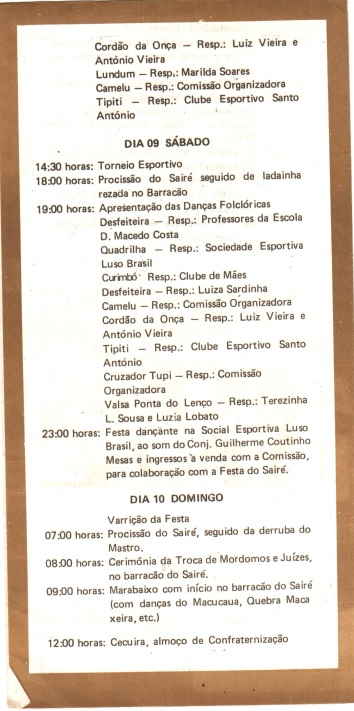 Cordão da Onça — Resp.: Luiz Vieira e
António Vieira
Lundum — Resp.: Marilda Soares
Camelu — Resp.: Comissão Organizadora
Tipiti — Resp.: Clube Esportivo Santo
António
DIA 09 SÁBADO
14:30 horas: Torneio Esportivo
18:00 horas: Procissão do Sairé seguido de ladainha
rezada no Barracão
19:00 horas: Apresentação das Danças Folclóricas
Desfeiteira — Resp.: Professores da Escola
D. Macedo Costa
Quadrilha — Resp.: Sociedade Esportiva
Luso Brasil
Curimbó Resp.: Clube de Mães
Desfeiteira — Resp.: Luiza Sardinha
Camelu — Resp.: Comissão Organizadora
Cordão da Onça — Resp.: Luiz Vieira e
António Vieira
Tipiti — Resp.: Clube Esportivo Santo
António
Cruzador Tupi — Resp.: Comissão
Organizadora
Valsa Ponta do Lenço — Resp.: Terezinha
L. Sousa e Luzia Lobato
23:00 horas: Festa dançante na Social Esportiva Luso
Brasil, ao som do Conj. Guilherme Coutinho
Mesas e ingressos à venda com a Comissão,
para colaboração com a Festa do Sairé.
DIA 10 DOMINGO
Varrição da Festa
07:00 horas: Procissão do Sairé, seguido da derruba do
Mastro.
08:00 horas: Cerimónia da Troca de Mordomos e Juízes,
no barracão do Sairé.
09:00 horas: Marabaixo com início no barracão do Sairé
(com danças do Macucaua, Quebra Maca
xeira, etc.)
12:00 horas: Cecuira, almoço de Confraternização